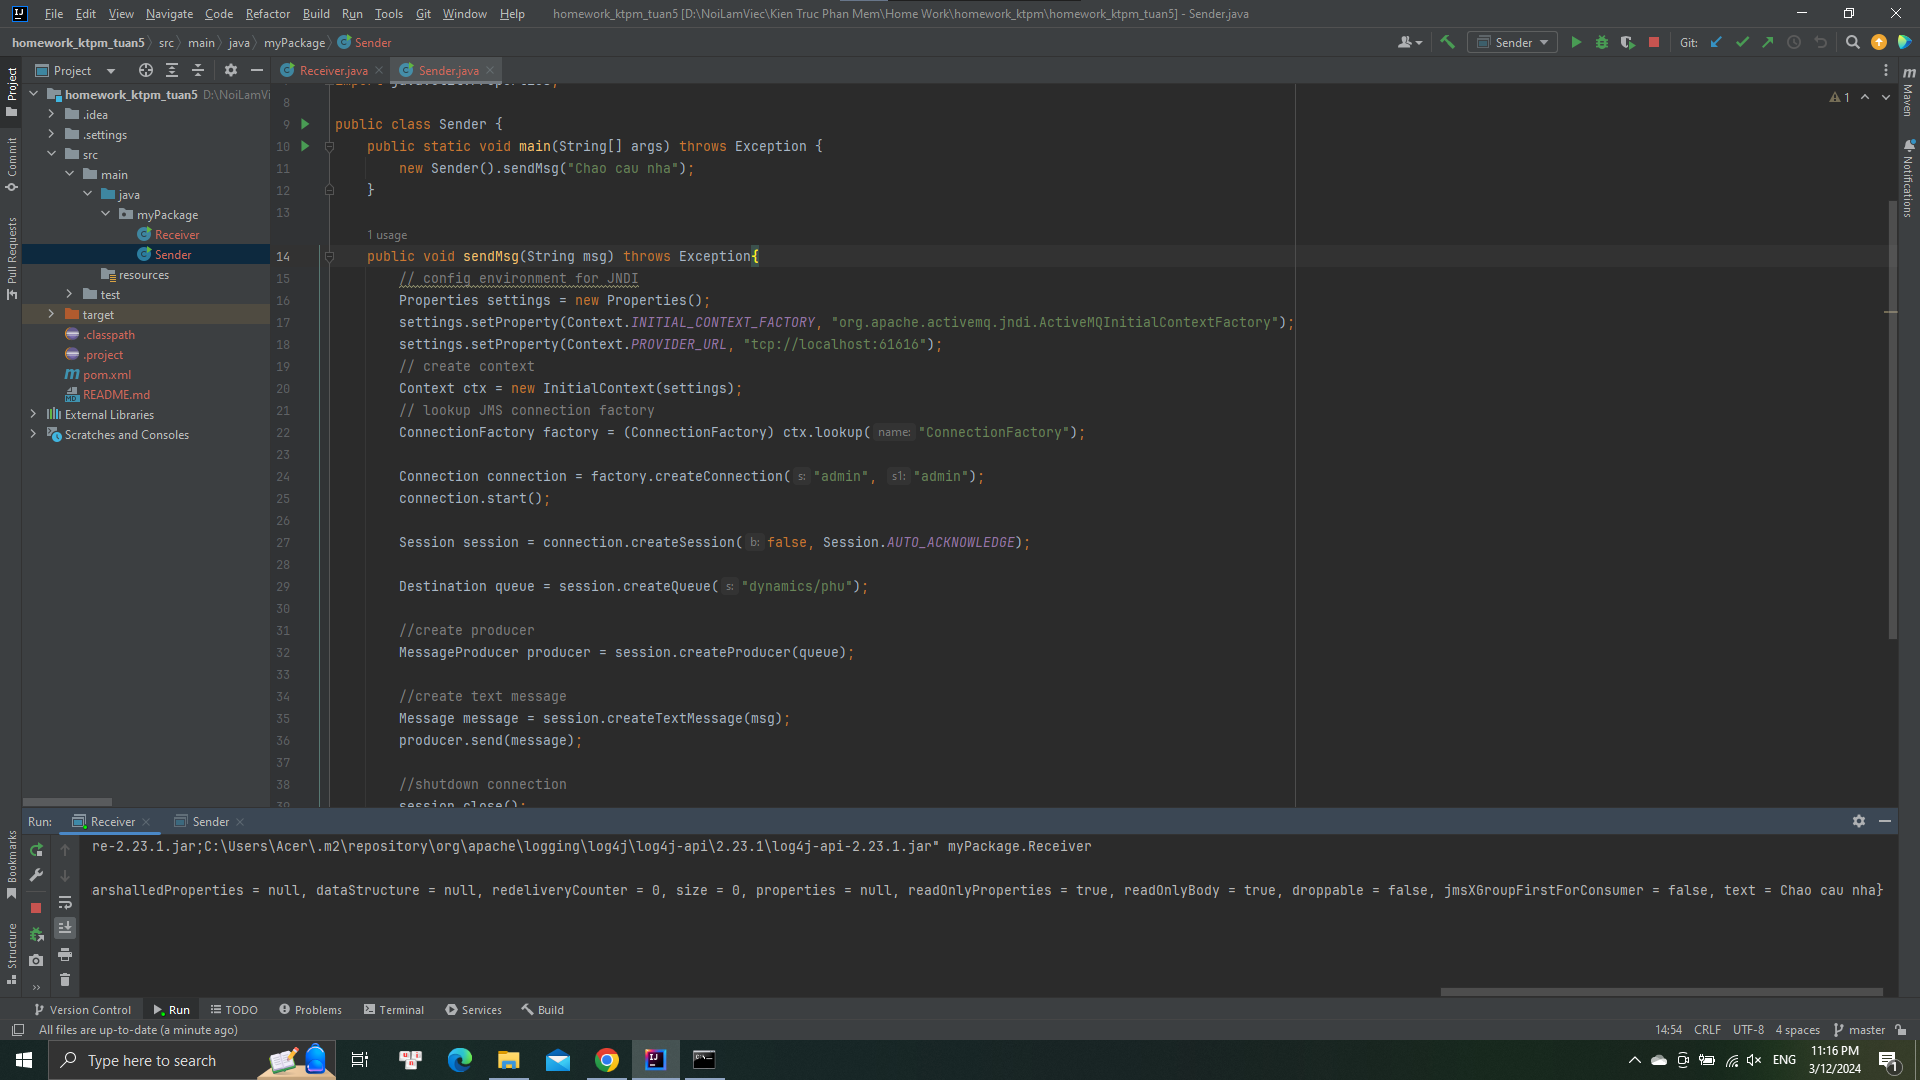 File Edit View Navigate Code Refactor Build Run Tools Git Window Help homework_ktpm_tuan5 [D:\NoiLamViec\Kien Truc Phan Mem\Home Work\homework_ktpm\homework_ktpm_tuan5] - Sender.java
homework_ktpm_tuan5 src main java myPackage Sender Sender Git:
Project Receiver.java Sender.java
homework_ktpm_tuan5 D:\NoiLamVi
.idea
.settings
src
main
java
myPackage
Receiver
Sender
resources
test
target
.classpath
.project
pom.xml
README.md
External Libraries
Scratches and Consoles
Project
Commit
Pull Requests
Bookmarks
Structure
Maven
Notifications
1
8
9 public class Sender {
10 public static void main(String[] args) throws Exception {
11 new Sender().sendMsg("Chao cau nha");
12 }
13
1 usage
14 public void sendMsg(String msg) throws Exception{
15 // config environment for JNDI
16 Properties settings = new Properties();
17 settings.setProperty(Context.INITIAL_CONTEXT_FACTORY, "org.apache.activemq.jndi.ActiveMQInitialContextFactory");
18 settings.setProperty(Context.PROVIDER_URL, "tcp://localhost:61616");
19 // create context
20 Context ctx = new InitialContext(settings);
21 // lookup JMS connection factory
22 ConnectionFactory factory = (ConnectionFactory) ctx.lookup( name: "ConnectionFactory");
23
24 Connection connection = factory.createConnection( s: "admin", s1: "admin");
25 connection.start();
26
27 Session session = connection.createSession( b: false, Session.AUTO_ACKNOWLEDGE);
28
29 Destination queue = session.createQueue( s: "dynamics/phu");
30
31 //create producer
32 MessageProducer producer = session.createProducer(queue);
33
34 //create text message
35 Message message = session.createTextMessage(msg);
36 producer.send(message);
37
38 //shutdown connection
39 session.close();
Run: Receiver Sender
re-2.23.1.jar;C:\Users\Acer\.m2\repository\org\apache\logging\log4j\log4j-api\2.23.1\log4j-api-2.23.1.jar" myPackage.Receiver
arshalledProperties = null, dataStructure = null, redeliveryCounter = 0, size = 0, properties = null, readOnlyProperties = true, readOnlyBody = true, droppable = false, jmsXGroupFirstForConsumer = false, text = Chao cau nha}
Version Control Run TODO Problems Terminal Services Build
All files are up-to-date (a minute ago) 14:54 CRLF UTF-8 4 spaces master
Type here to search ENG 11:16 PM
3/12/2024
1